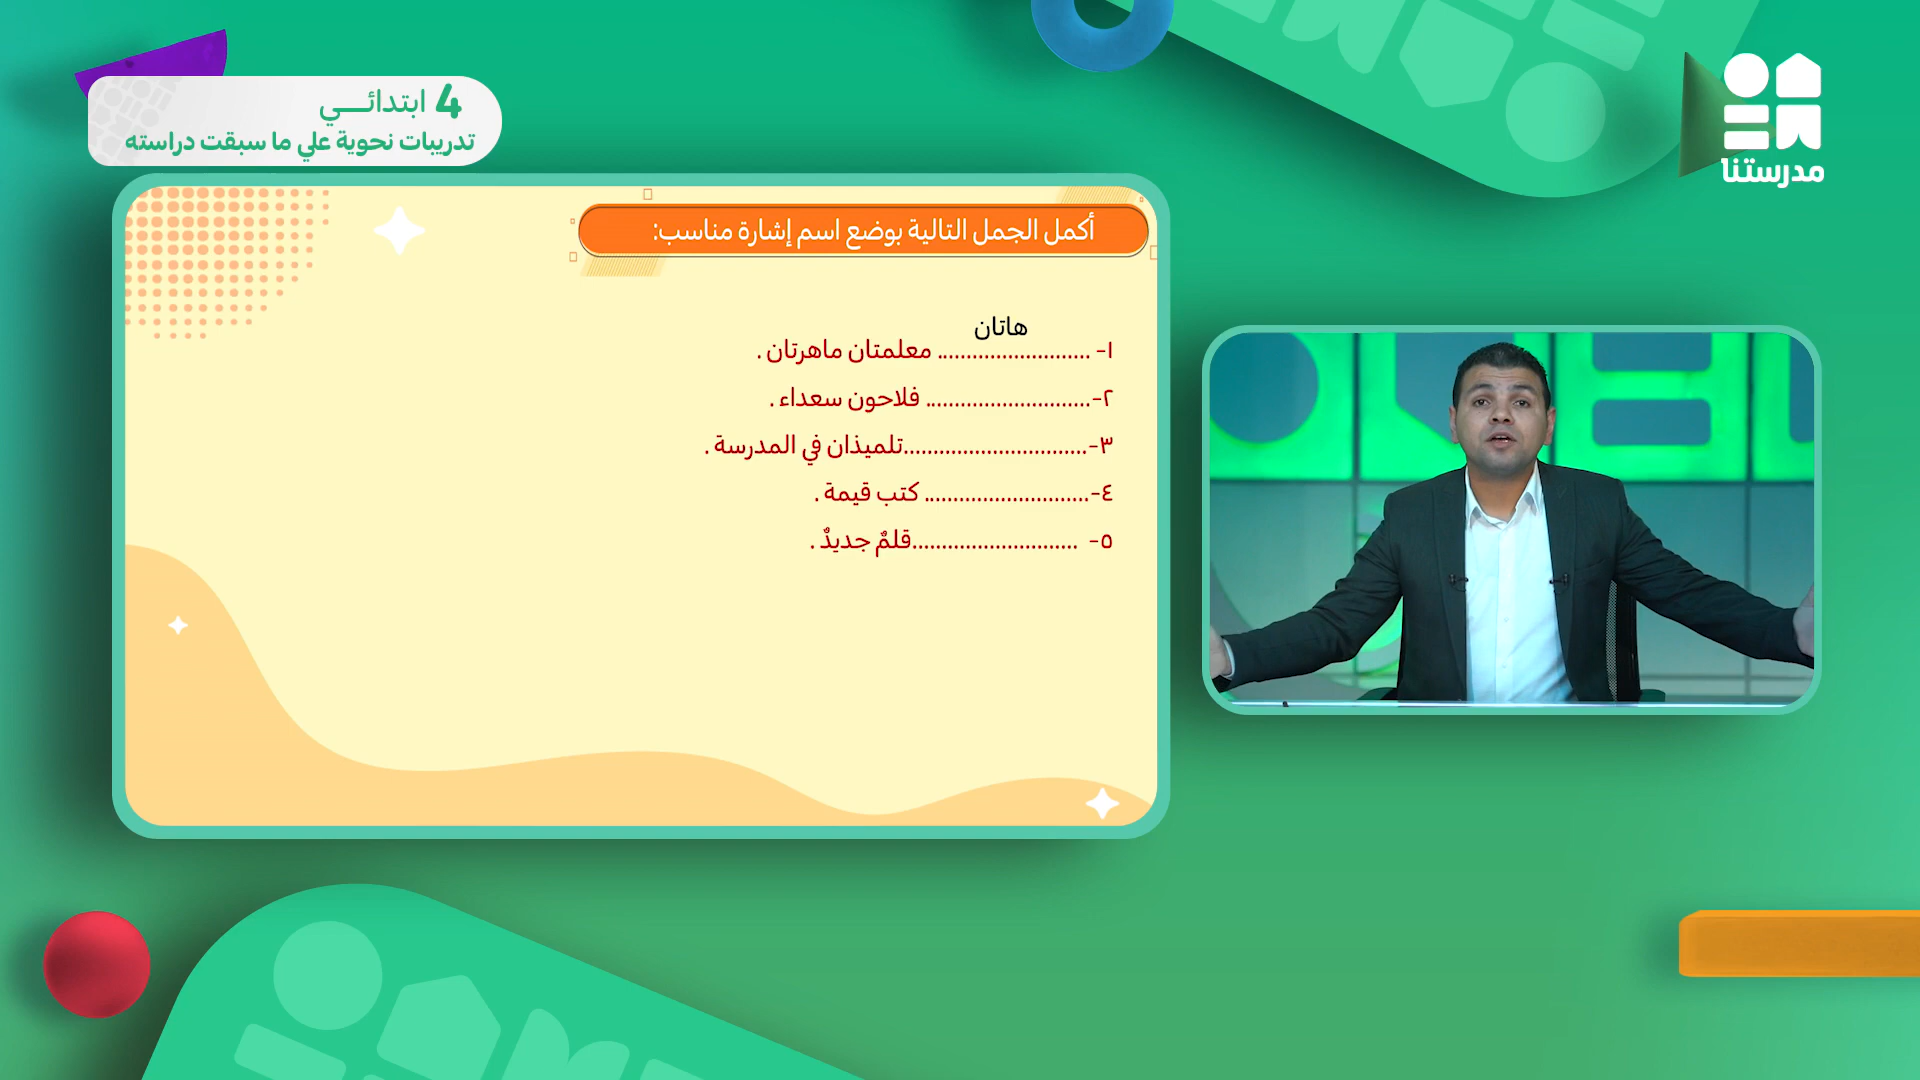 4 ابتدائـــي
تدريبات نحوية علي ما سبقت دراسته
مدرستنا
أكمل الجمل التالية بوضع اسم إشارة مناسب:
هاتان
١- .......................... معلمتان ماهرتان .
٢-............................ فلاحون سعداء .
٣-...............................تلميذان في المدرسة .
٤-............................ كتب قيمة .
٥- ............................قلمٌ جديدٌ .